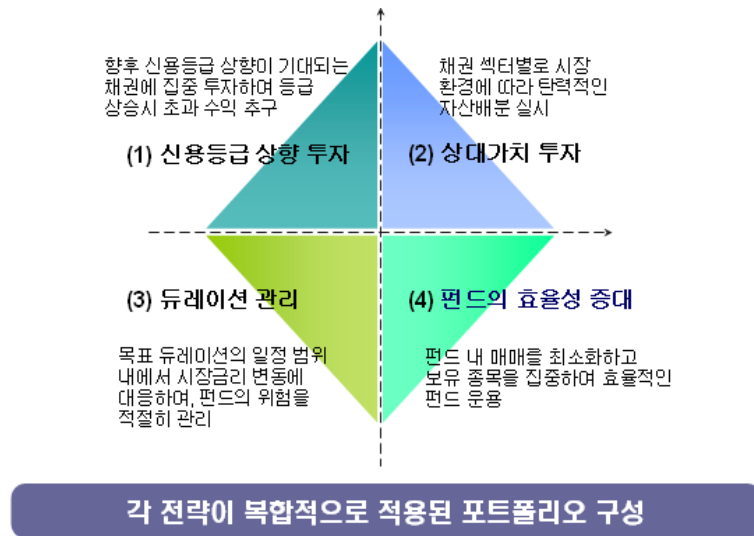 향후 신용등급 상향이 기대되는
채권에 집중 투자하며 등급
상승시 초과 수익 추구
(1) 신용등급 상향 투자
채권 섹터별로 시장
환경에 따라 탄력적인
자산배분 실시
(2) 상대가치 투자
(3) 듀레이션 관리
목표 듀레이션의 일정 범위
내에서 시장금리 변동에
대응하며, 펀드의 위험을
적절히 관리
(4) 펀드의 효율성 증대
펀드 내 매매를 최소화하고
보유 종목을 집중하며 효율적인
펀드 운용
각 전략이 복합적으로 적용된 포트폴리오 구성